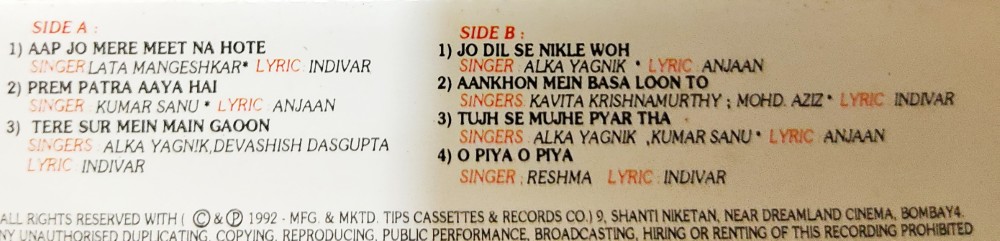 SIDE A :
1) AAP JO MERE MEET NA HOTE
SINGER LATA MANGESHKAR* LYRIC : INDIVAR
2) PREM PATRA AAYA HAI
SINGER : KUMAR SANU * LYRIC : ANJAAN
3) TERE SUR MEIN MAIN GAOON
SINGERS : ALKA YAGNIK,DEVASHISH DASGUPTA
LYRIC : INDIVAR
SIDE B :
1) JO DIL SE NIKLE WOH
SINGER : ALKA YAGNIK * LYRIC : ANJAAN
2) AANKHON MEIN BASA LOON TO
SINGERS : KAVITA KRISHNAMURTHY ; MOHD. AZIZ * LYRIC : INDIVAR
3) TUJH SE MUJHE PYAR THA
SINGERS : ALKA YAGNIK ,KUMAR SANU * LYRIC : ANJAAN
4) O PIYA O PIYA
SINGER ; RESHMA LYRIC : INDIVAR
ALL RIGHTS RESERVED WITH ( © & ℗ 1992 - MFG. & MKTD. TIPS CASSETTES & RECORDS CO.) 9, SHANTI NIKETAN, NEAR DREAMLAND CINEMA, BOMBAY4.
NY UNAUTHORISED DUPLICATING, COPYING, REPRODUCING, PUBLIC PERFORMANCE, BROADCASTING, HIRING OR RENTING OF THIS RECORDING PROHIBITED